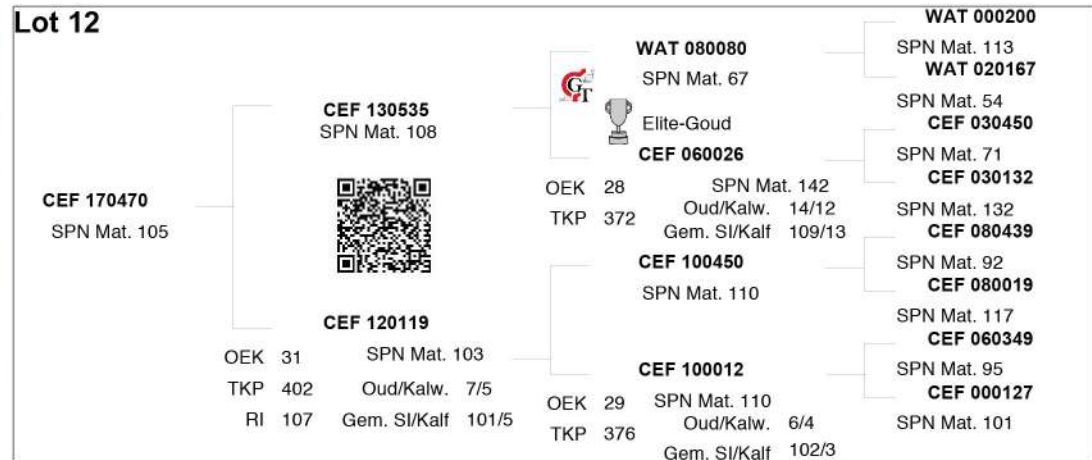 Lot 12
CEF 170470
SPN Mat. 105
CEF 130535
SPN Mat. 108
CEF 120119
OEK 31 SPN Mat. 103
TKP 402 Oud/Kalw. 7/5
RI 107 Gem. SI/Kalf 101/5
WAT 080080
SPN Mat. 67
GT
Elite-Goud
CEF 060026
OEK 28 SPN Mat. 142
TKP 372 Oud/Kalw. 14/12
Gem. SI/Kalf 109/13
CEF 100450
SPN Mat. 110
CEF 100012
OEK 29 SPN Mat. 110
TKP 376 Oud/Kalw. 6/4
Gem. SI/Kalf 102/3
WAT 000200
SPN Mat. 113
WAT 020167
SPN Mat. 54
CEF 030450
SPN Mat. 71
CEF 030132
SPN Mat. 132
CEF 080439
SPN Mat. 92
CEF 080019
SPN Mat. 117
CEF 060349
SPN Mat. 95
CEF 000127
SPN Mat. 101